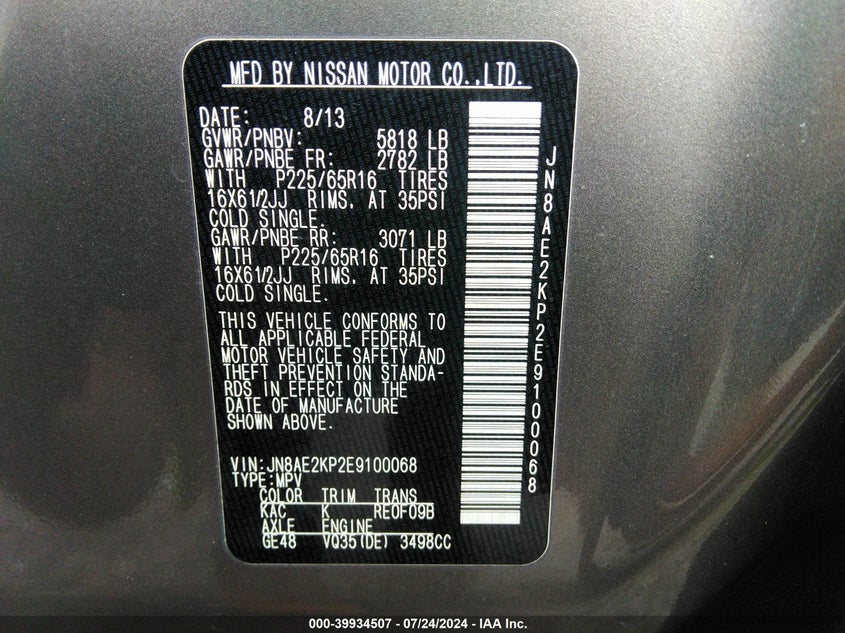 MFD BY NISSAN MOTOR CO.,LTD.
DATE: 8/13
GVWR/PNBV: 5818 LB
GAWR/PNBE FR: 2782 LB
WITH P225/65R16 TIRES
16X61/2JJ RIMS, AT 35PSI
COLD SINGLE.
GAWR/PNBE RR: 3071 LB
WITH P225/65R16 TIRES
16X61/2JJ RIMS, AT 35PSI
COLD SINGLE.
THIS VEHICLE CONFORMS TO
ALL APPLICABLE FEDERAL
MOTOR VEHICLE SAFETY AND
THEFT PREVENTION STANDA-
RDS IN EFFECT ON THE
DATE OF MANUFACTURE
SHOWN ABOVE.
VIN:JN8AE2KP2E9100068
TYPE:MPV
COLOR TRIM TRANS
KAC K RE0F09B
AXLE ENGINE
GE48 VQ35(DE) 3498CC
JN8AE2KP2E9100068
000-39934507 - 07/24/2024 - IAA Inc.